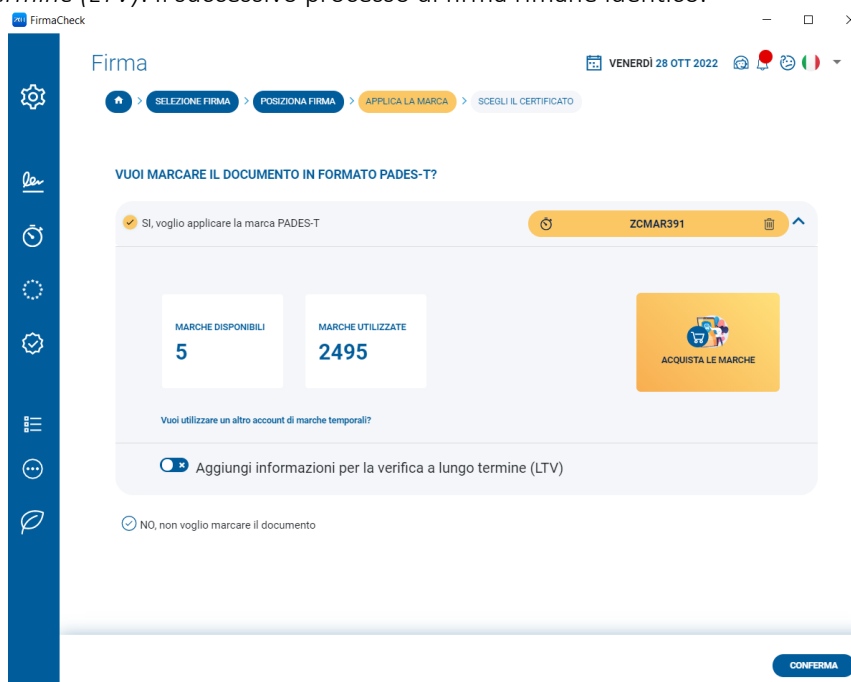 termine (LTV). Il successivo processo di firma rimane identico.
FirmaCheck
Firma
VENERDÌ 28 OTT 2022
SELEZIONE FIRMA > POSIZIONA FIRMA > APPLICA LA MARCA > SCEGLI IL CERTIFICATO
VUOI MARCARE IL DOCUMENTO IN FORMATO PADES-T?
SI, voglio applicare la marca PADES-T
ZCMAR391
MARCHE DISPONIBILI
5
MARCHE UTILIZZATE
2495
ACQUISTA LE MARCHE
Vuoi utilizzare un altro account di marche temporali?
Aggiungi informazioni per la verifica a lungo termine (LTV)
NO, non voglio marcare il documento
CONFERMA